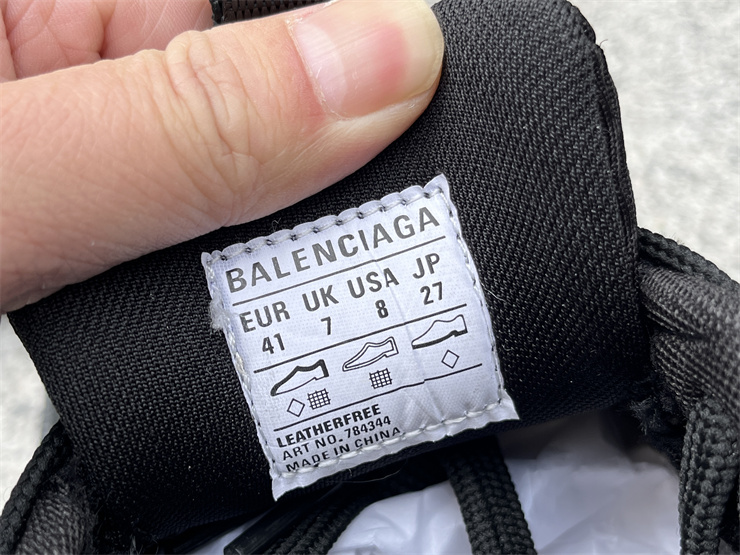 BALENCIAGA
EUR UK USA JP
41 7 8 27
LEATHERFREE
ART NO. 784344
MADE IN CHINA